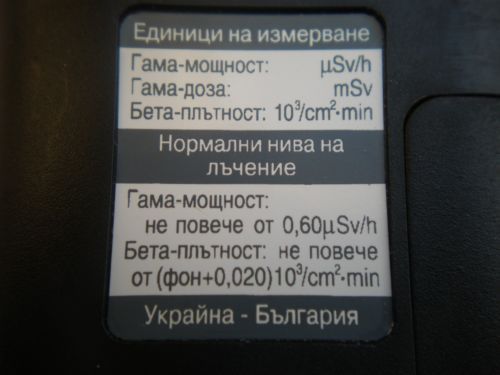 Единици на измерване
Гама-мощност: µSv/h
Гама-доза: mSv
Бета-плътност: 10³/cm²·min
Нормални нива на
лъчение
Гама-мощност:
не повече от 0,60µSv/h
Бета-плътност: не повече
от (фон+0,020)10³/cm²·min
Украйна - България